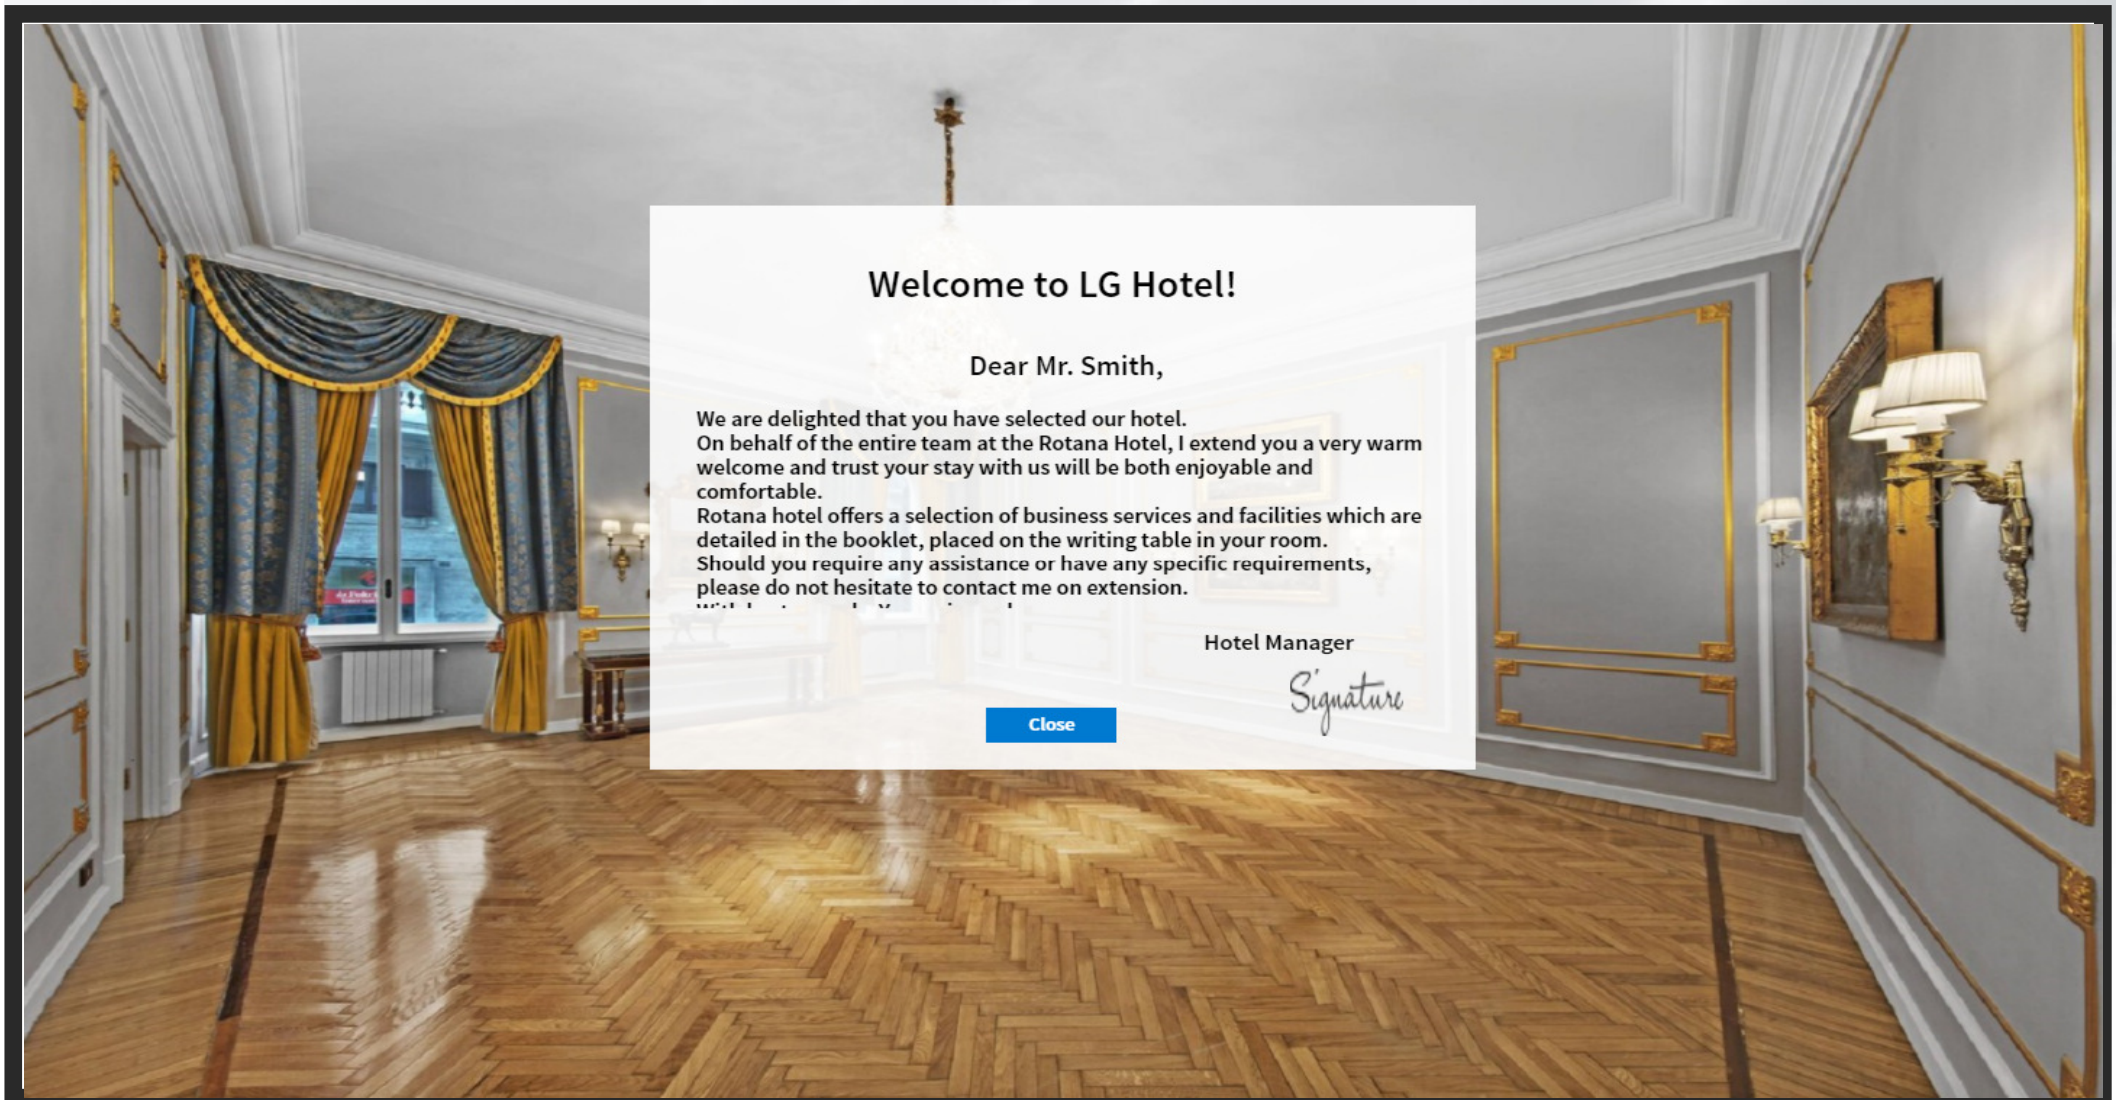 Welcome to LG Hotel!
Dear Mr. Smith,
We are delighted that you have selected our hotel.
On behalf of the entire team at the Rotana Hotel, I extend you a very warm
welcome and trust your stay with us will be both enjoyable and
comfortable.
Rotana hotel offers a selection of business services and facilities which are
detailed in the booklet, placed on the writing table in your room.
Should you require any assistance or have any specific requirements,
please do not hesitate to contact me on extension.
Hotel Manager
Signature
Close